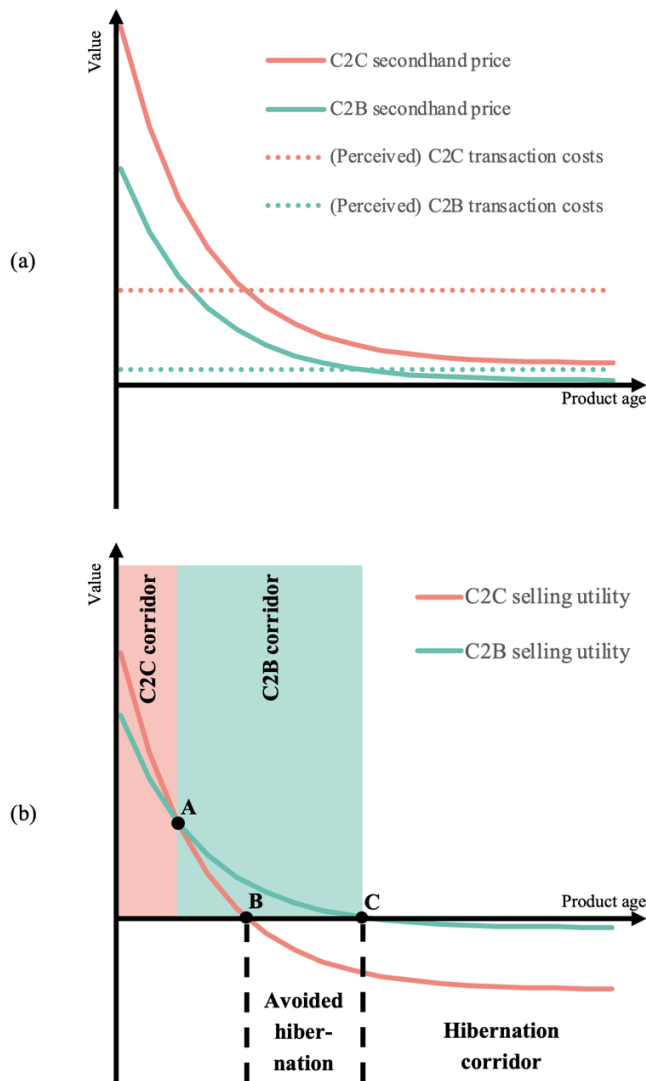 Value
C2C secondhand price
C2B secondhand price
(Perceived) C2C transaction costs
(Perceived) C2B transaction costs
(a)
Product age
Value
C2C corridor
C2B corridor
C2C selling utility
C2B selling utility
A
(b)
B
C
Product age
Avoided
hiber-
nation
Hibernation
corridor